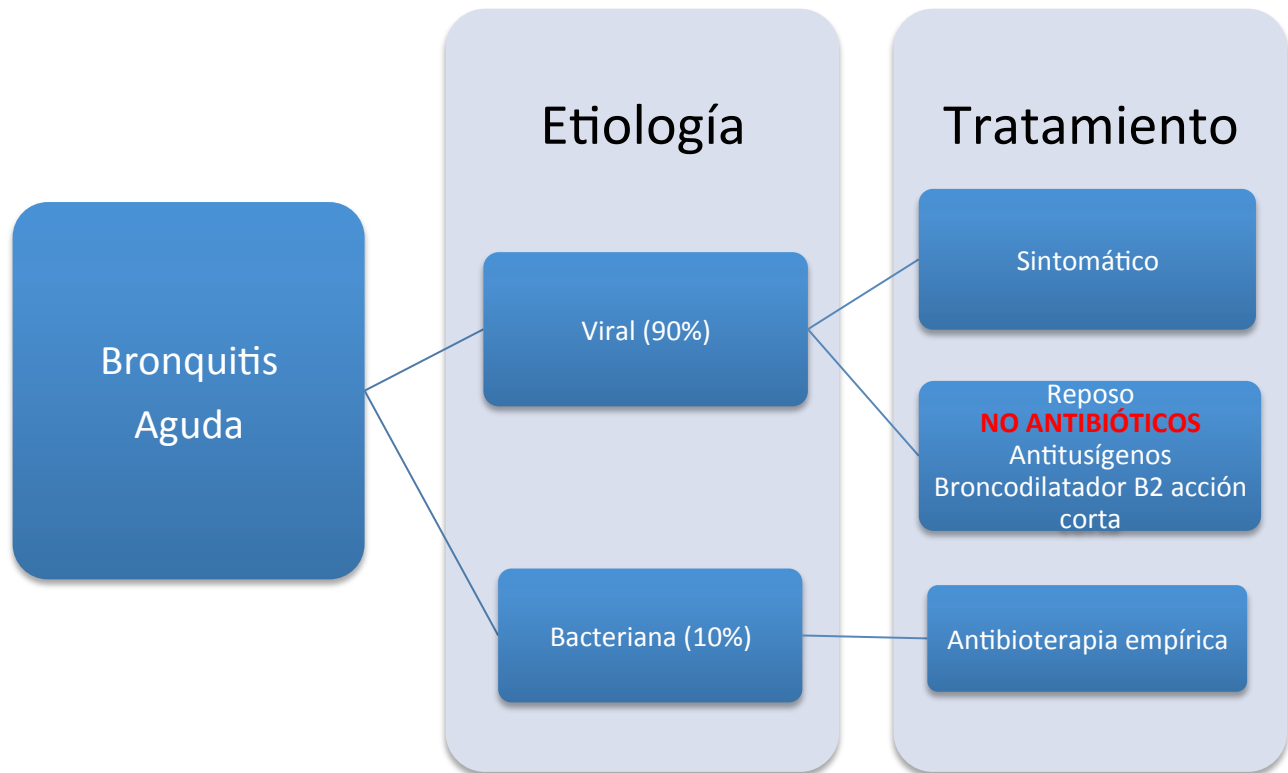 Etiología
Tratamiento
Bronquitis
Aguda
Viral (90%)
Bacteriana (10%)
Sintomático
Reposo
NO ANTIBIÓTICOS
Antitusígenos
Broncodilatador B2 acción
corta
Antibioterapia empírica